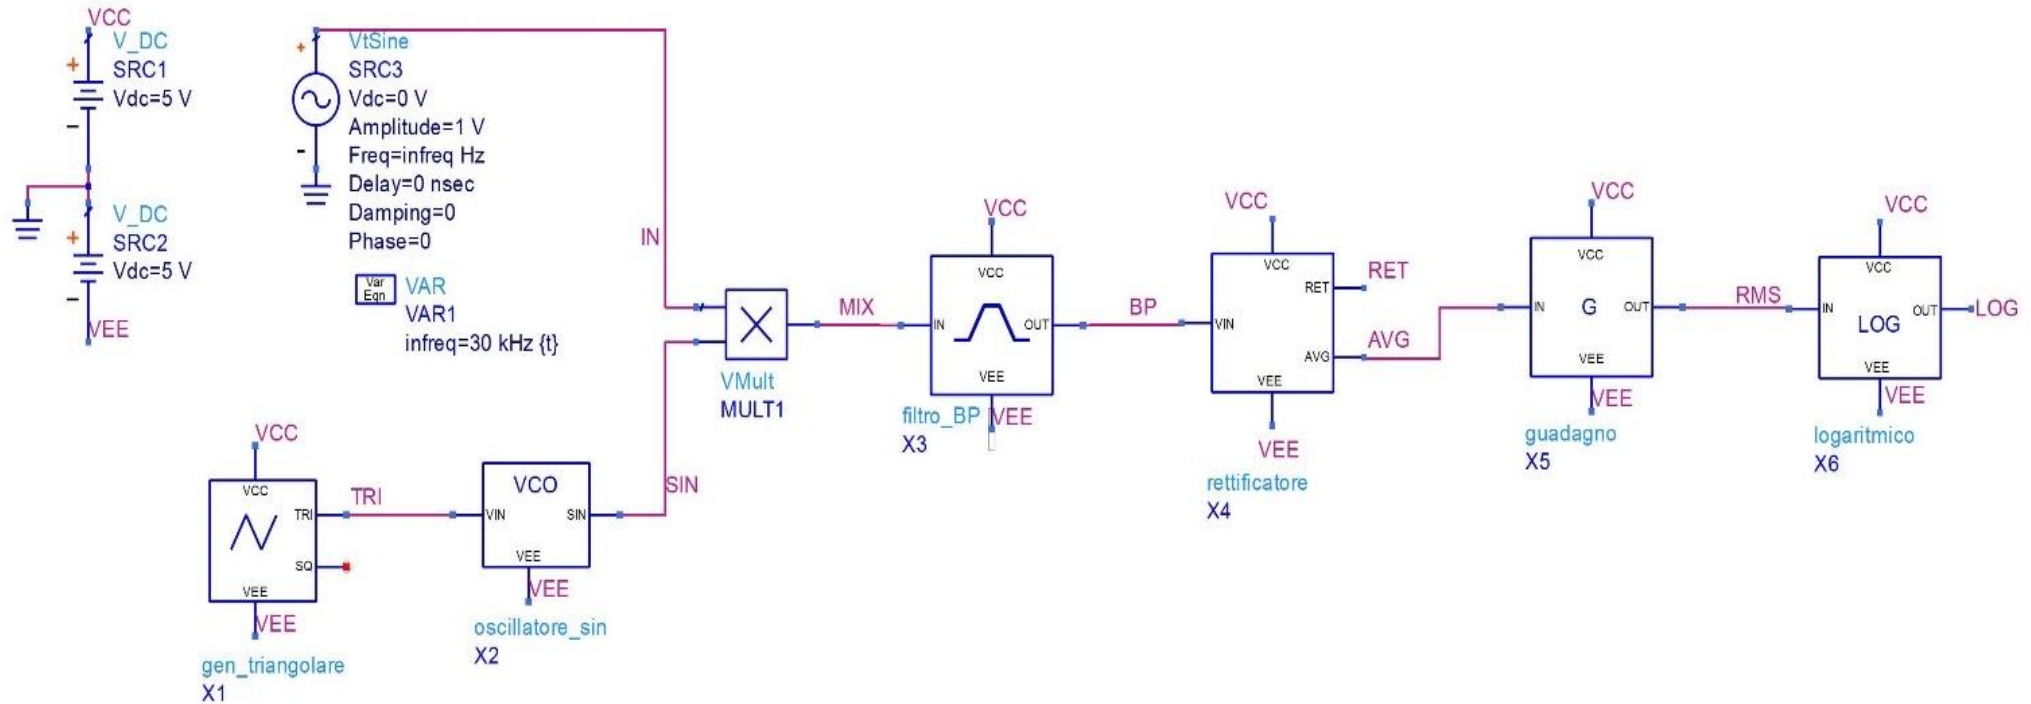 VCC
V_DC
SRC1
Vdc=5 V
+
−
V_DC
SRC2
Vdc=5 V
+
−
VEE
+
VtSine
SRC3
Vdc=0 V
Amplitude=1 V
Freq=infreq Hz
Delay=0 nsec
Damping=0
Phase=0
-
Var
Eqn
VAR
VAR1
infreq=30 kHz {t}
IN
VCC
VCC
TRI
SQ
VEE
VEE
gen_triangolare
X1
TRI
VCO
VIN
SIN
VEE
VEE
oscillatore_sin
X2
SIN
VMult
MULT1
MIX
VCC
VCC
IN
OUT
VEE
VEE
filtro_BP
X3
BP
VCC
VCC
RET
VIN
AVG
VEE
VEE
rettificatore
X4
RET
AVG
VCC
VCC
IN
G
OUT
VEE
VEE
guadagno
X5
RMS
VCC
VCC
IN
LOG
OUT
VEE
VEE
logaritmico
X6
LOG